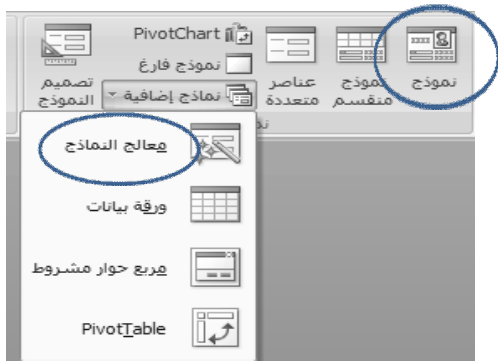 نموذج
نموذج منقسم
عناصر متعددة
PivotChart
نموذج فارغ
نماذج إضافية
تصميم النموذج
معالج النماذج
ورقة بيانات
مربع حوار مشروط
PivotTable